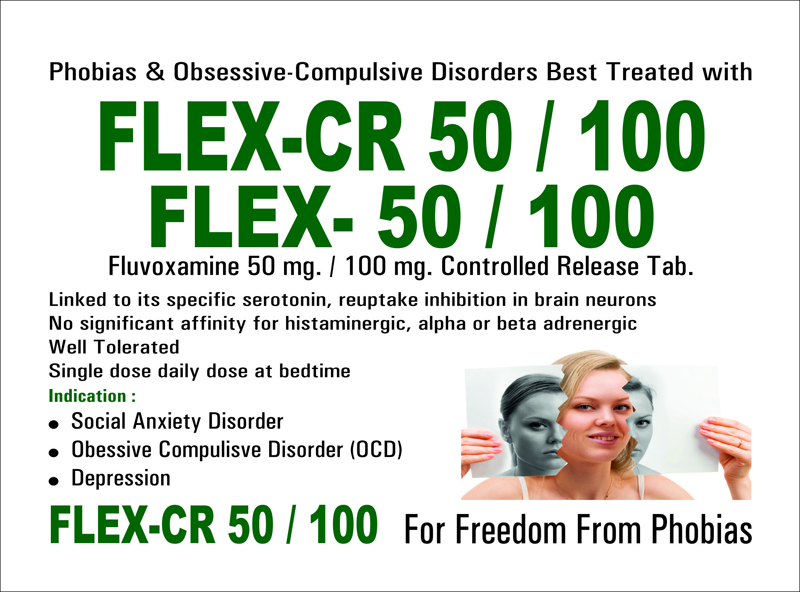 Phobias & Obsessive-Compulsive Disorders Best Treated with
FLEX-CR 50 / 100
FLEX- 50 / 100
Fluvoxamine 50 mg. / 100 mg. Controlled Release Tab.
Linked to its specific serotonin, reuptake inhibition in brain neurons
No significant affinity for histaminergic, alpha or beta adrenergic
Well Tolerated
Single dose daily dose at bedtime
Indication :
● Social Anxiety Disorder
● Obessive Compulisve Disorder (OCD)
● Depression
FLEX-CR 50 / 100 For Freedom From Phobias